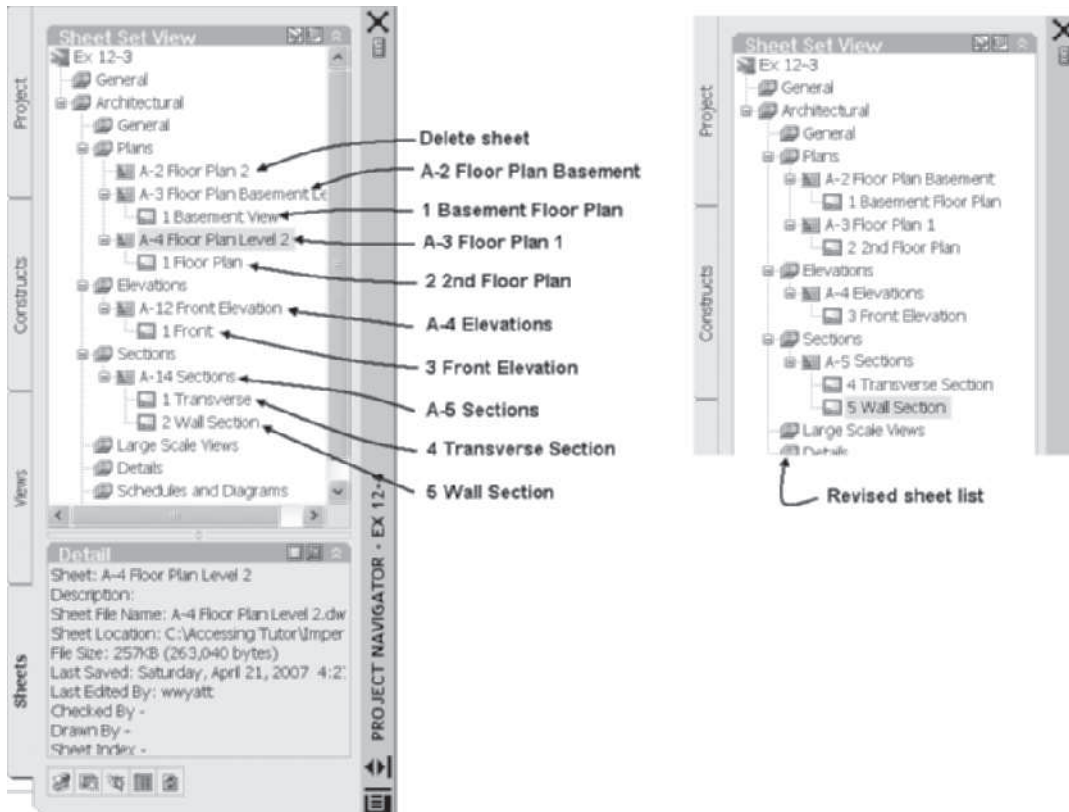 Sheet Set View
Ex 12-3
General
Architectural
General
Plans
A-2 Floor Plan 2
A-3 Floor Plan Basement Le
1 Basement View
A-4 Floor Plan Level 2
1 Floor Plan
Elevations
A-12 Front Elevation
1 Front
Sections
A-14 Sections
1 Transverse
2 Wall Section
Large Scale Views
Details
Schedules and Diagrams
Project
Constructs
Views
Sheets
Detail
Sheet: A-4 Floor Plan Level 2
Description:
Sheet File Name: A-4 Floor Plan Level 2.dw
Sheet Location: C:\Accessing Tutor\Imper
File Size: 257KB (263,040 bytes)
Last Saved: Saturday, April 21, 2007 4:2
Last Edited By: wwyatt
Checked By -
Drawn By -
Sheet Index -
PROJECT NAVIGATOR - EX 12-
Delete sheet
A-2 Floor Plan Basement
1 Basement Floor Plan
A-3 Floor Plan 1
2 2nd Floor Plan
A-4 Elevations
3 Front Elevation
A-5 Sections
4 Transverse Section
5 Wall Section
Sheet Set View
Ex 12-3
General
Architectural
General
Plans
A-2 Floor Plan Basement
1 Basement Floor Plan
A-3 Floor Plan 1
2 2nd Floor Plan
Elevations
A-4 Elevations
3 Front Elevation
Sections
A-5 Sections
4 Transverse Section
5 Wall Section
Large Scale Views
Details
Project
Constructs
Revised sheet list